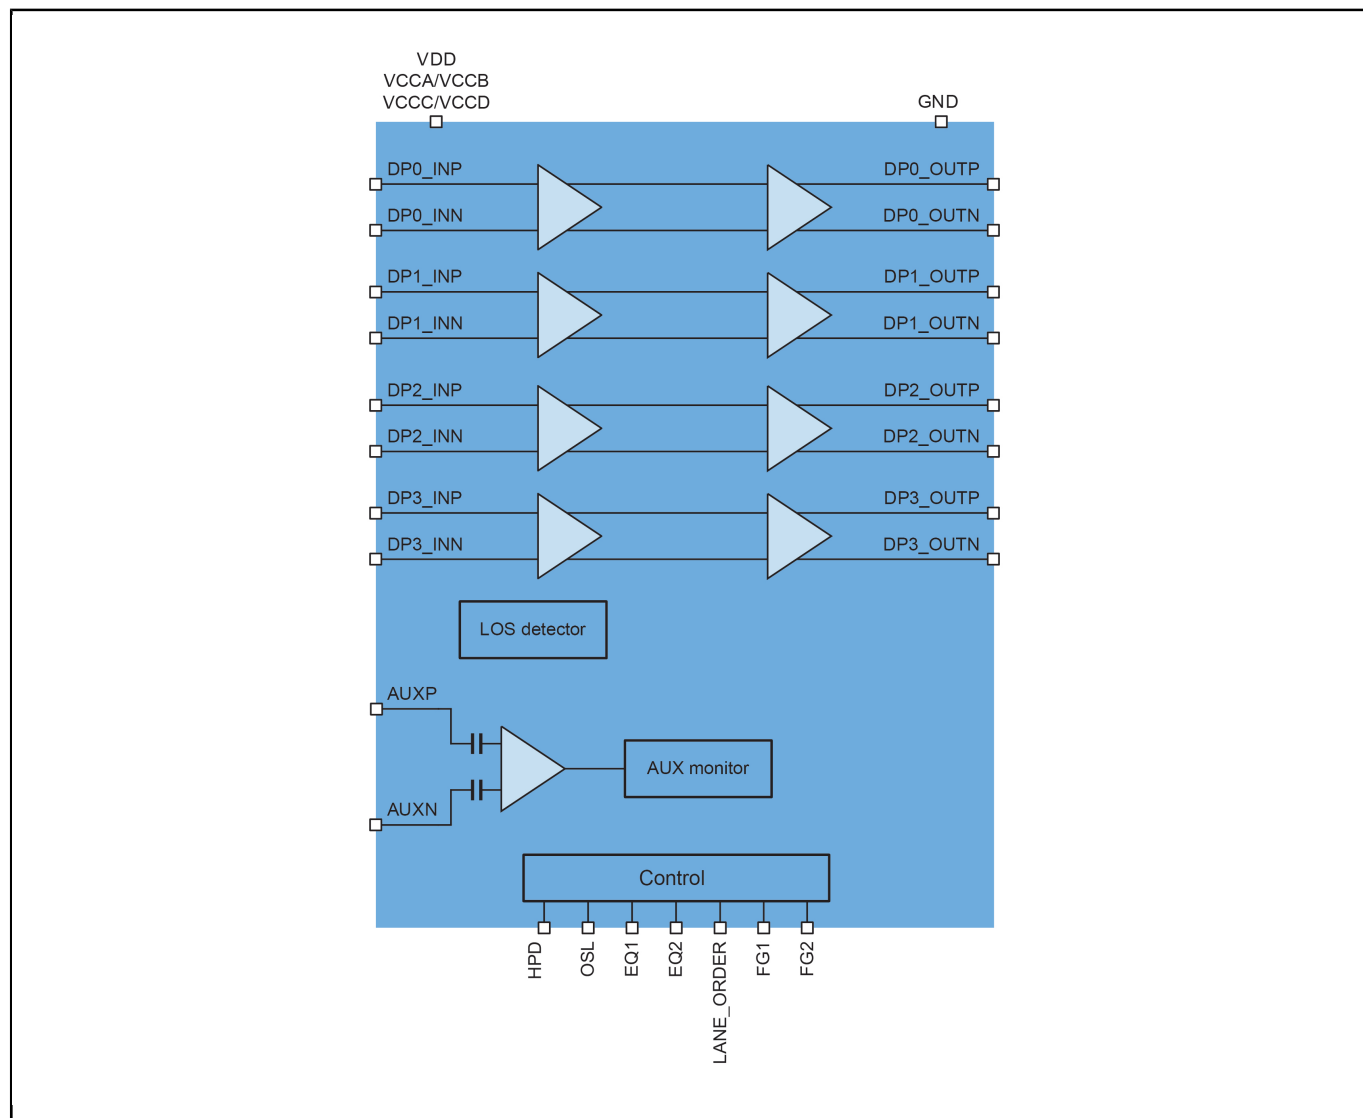 VDD
VCCA/VCCB
VCCC/VCCD
GND
DP0_INP
DP0_OUTP
DP0_INN
DP0_OUTN
DP1_INP
DP1_OUTP
DP1_INN
DP1_OUTN
DP2_INP
DP2_OUTP
DP2_INN
DP2_OUTN
DP3_INP
DP3_OUTP
DP3_INN
DP3_OUTN
LOS detector
AUXP
AUX monitor
AUXN
Control
HPD
OSL
EQ1
EQ2
LANE_ORDER
FG1
FG2